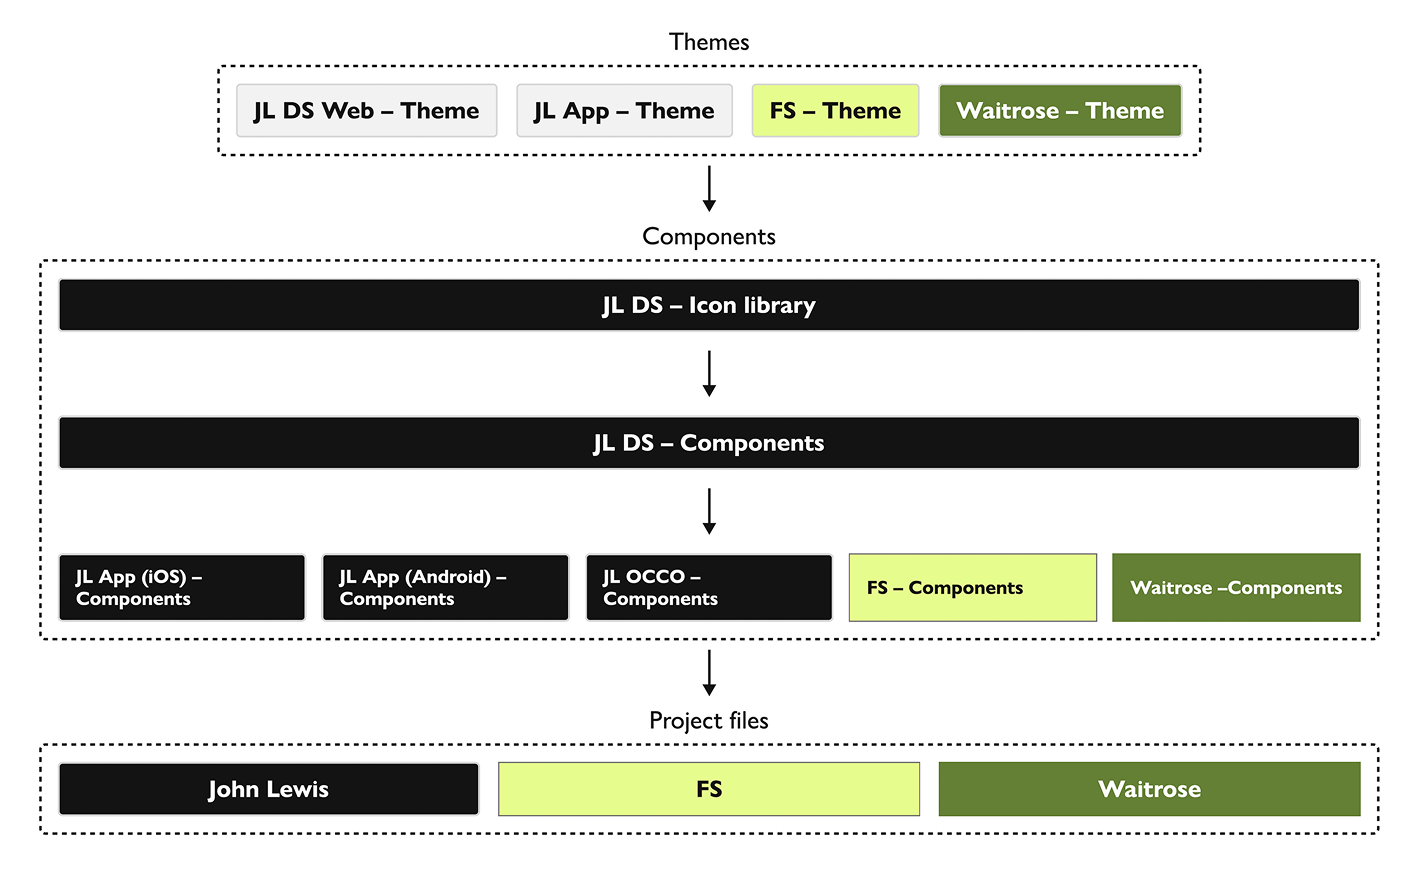 Themes
JL DS Web – Theme
JL App – Theme
FS – Theme
Waitrose – Theme
Components
JL DS – Icon library
JL DS – Components
JL App (iOS) –
Components
JL App (Android) –
Components
JL OCCO –
Components
FS – Components
Waitrose –Components
Project files
John Lewis
FS
Waitrose